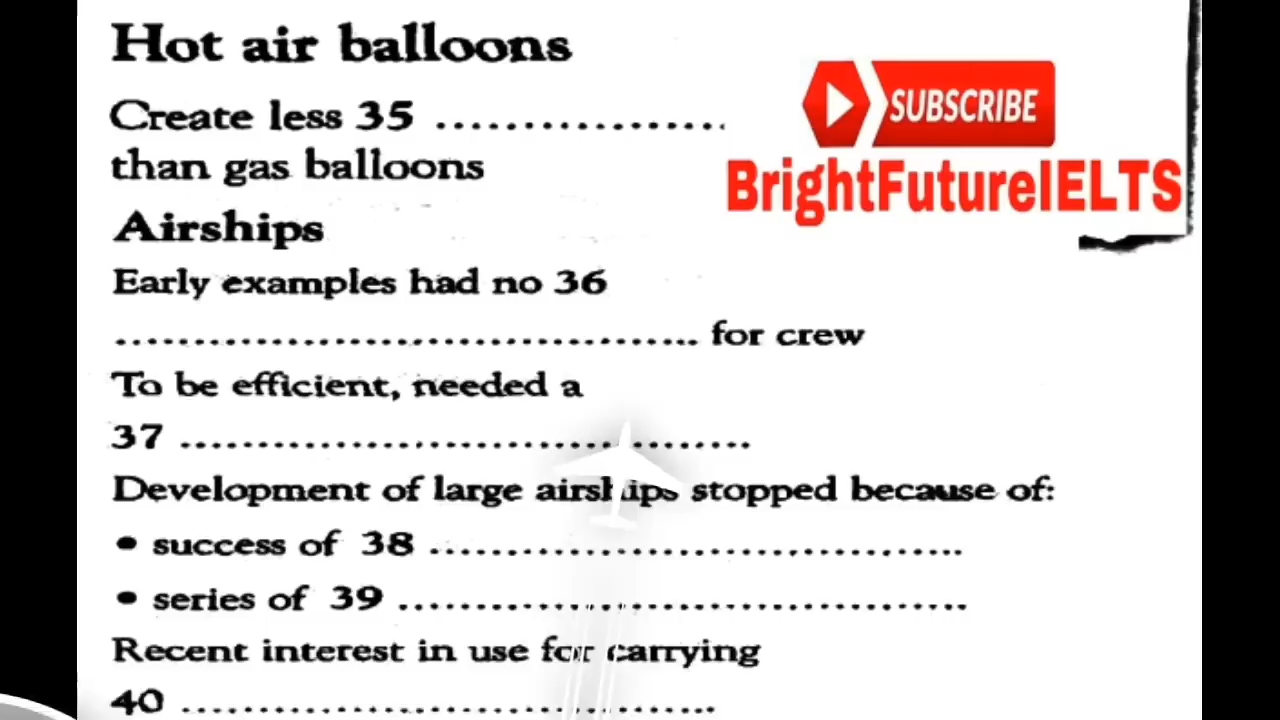 Hot air balloons
Create less 35 ..................
than gas balloons
SUBSCRIBE
BrightFutureIELTS
Airships
Early examples had no 36
..................................... for crew
To be efficient, needed a
37 .....................................
Development of large airships stopped because of:
• success of 38 ..................................
• series of 39 .....................................
Recent interest in use for carrying
40 ...................................